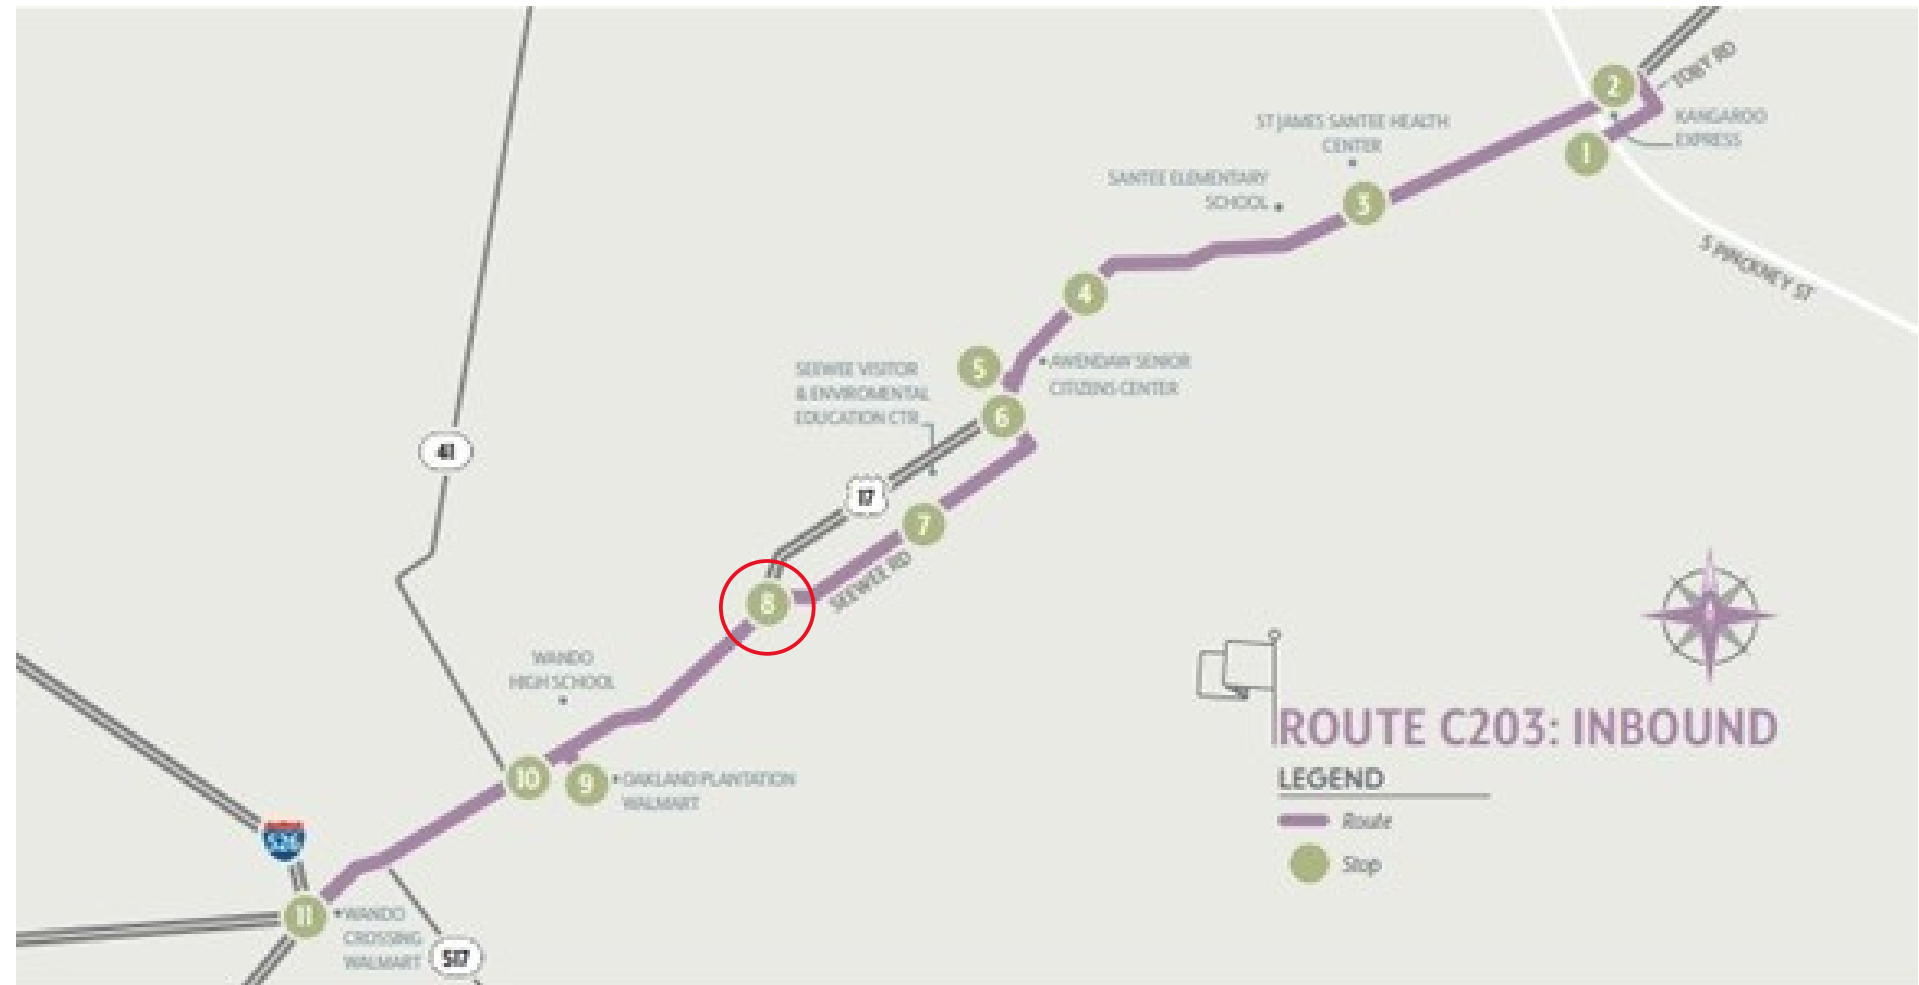 2
TOBY RD
KANGAROO
EXPRESS
1
ST JAMES SANTEE HEALTH
CENTER
SANTEE ELEMENTARY
SCHOOL
3
S PINCKNEY ST
4
5
AWENDAW SENIOR
CITIZENS CENTER
SEEWEE VISITOR
& ENVIROMENTAL
EDUCATION CTR
6
41
17
7
SEEWEE RD
8
WANDO
HIGH SCHOOL
10
9
OAKLAND PLANTATION
WALMART
526
11
WANDO
CROSSING
WALMART
517
ROUTE C203: INBOUND
LEGEND
Route
Stop